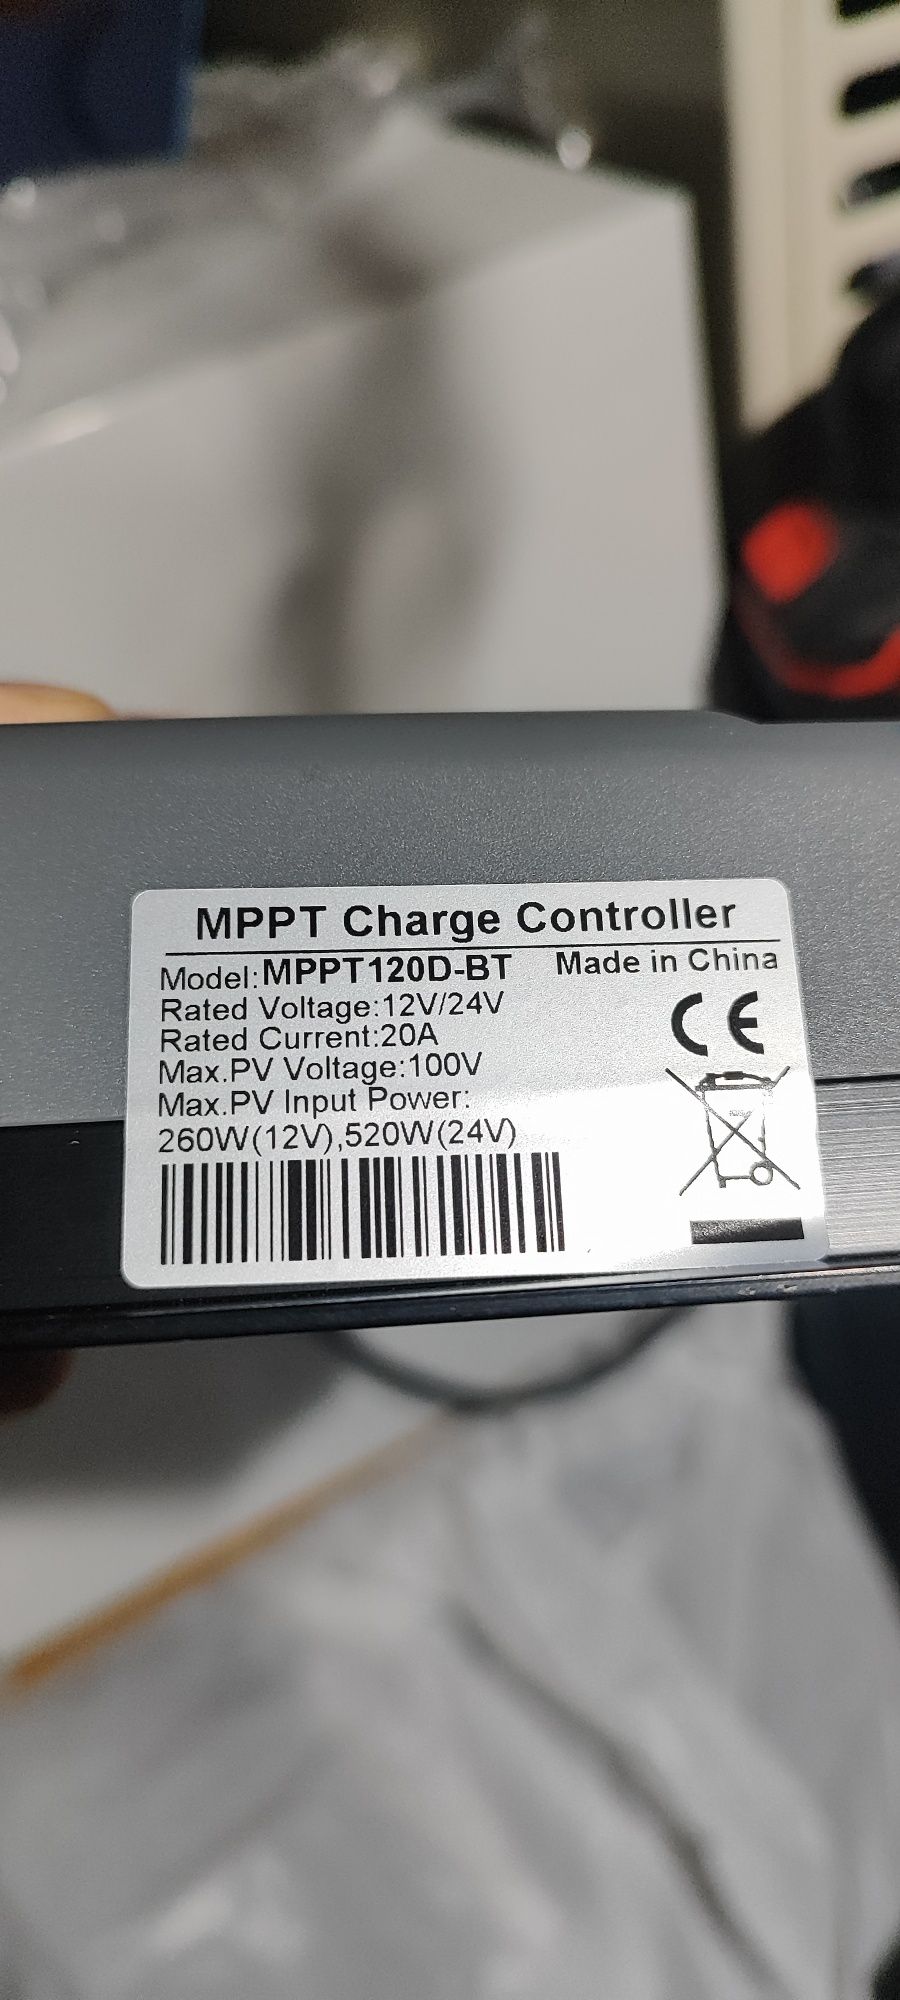 MPPT Charge Controller
Model:MPPT120D-BT Made in China
Rated Voltage:12V/24V
Rated Current:20A
Max.PV Voltage:100V
Max.PV Input Power:
260W(12V),520W(24V)
CE